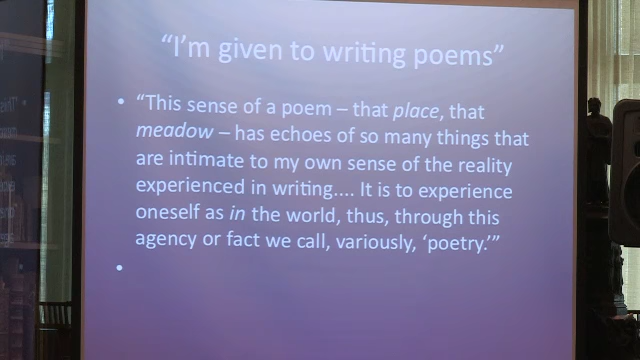 “I’m given to writing poems”
• “This sense of a poem – that place, that
meadow – has echoes of so many things that
are intimate to my own sense of the reality
experienced in writing.... It is to experience
oneself as in the world, thus, through this
agency or fact we call, variously, ‘poetry.’”
•